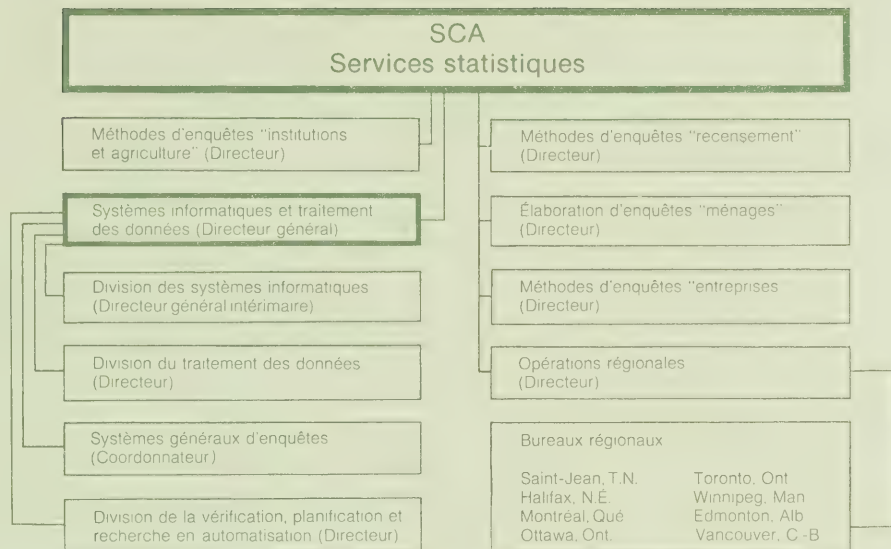 SCA
Services statistiques
Méthodes d'enquêtes "institutions
et agriculture" (Directeur)
Systèmes informatiques et traitement
des données (Directeur général)
Division des systèmes informatiques
(Directeur général intérimaire)
Division du traitement des données
(Directeur)
Systèmes généraux d'enquêtes
(Coordonnateur)
Division de la vérification, planification et
recherche en automatisation (Directeur)
Méthodes d'enquêtes "recensement"
(Directeur)
Élaboration d'enquêtes "ménages"
(Directeur)
Méthodes d'enquêtes "entreprises
(Directeur)
Opérations régionales
(Directeur)
Bureaux régionaux
Saint-Jean, T.N. Toronto, Ont
Halifax, N.É. Winnipeg, Man
Montréal, Qué Edmonton, Alb
Ottawa, Ont. Vancouver, C.-B